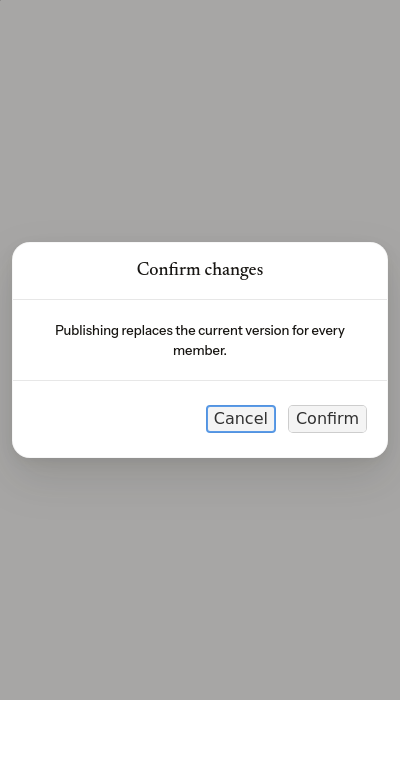 Confirm changes
Publishing replaces the current version for every
member.
Cancel
Confirm